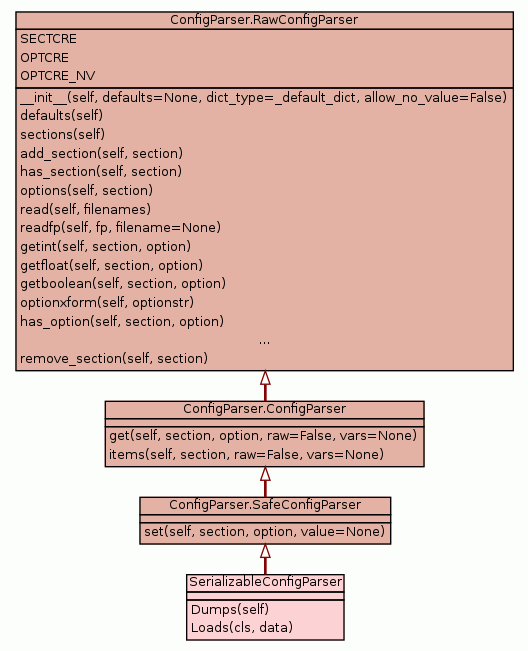 ConfigParser.RawConfigParser
SECTCRE
OPTCRE
OPTCRE_NV
__init__(self, defaults=None, dict_type=_default_dict, allow_no_value=False)
defaults(self)
sections(self)
add_section(self, section)
has_section(self, section)
options(self, section)
read(self, filenames)
readfp(self, fp, filename=None)
getint(self, section, option)
getfloat(self, section, option)
getboolean(self, section, option)
optionxform(self, optionstr)
has_option(self, section, option)
...
remove_section(self, section)
ConfigParser.ConfigParser
get(self, section, option, raw=False, vars=None)
items(self, section, raw=False, vars=None)
ConfigParser.SafeConfigParser
set(self, section, option, value=None)
SerializableConfigParser
Dumps(self)
Loads(cls, data)